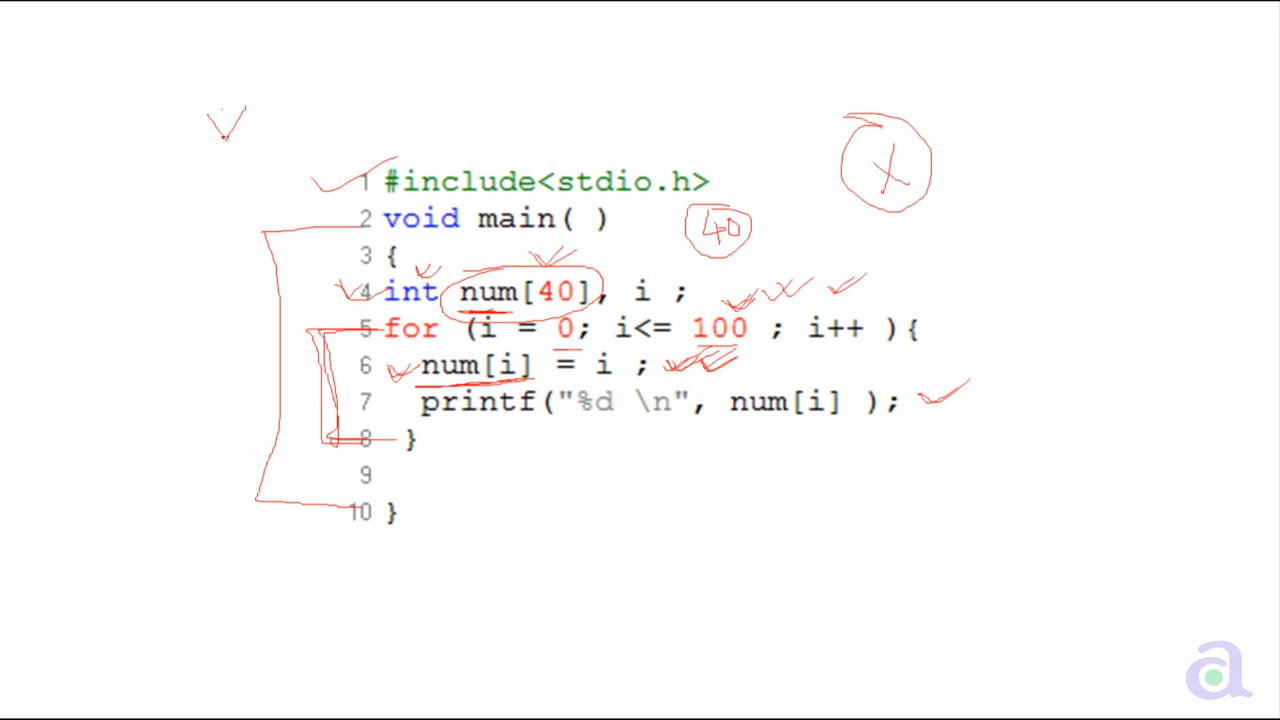 1 #include<stdio.h>
2 void main( )
40
3 {
4 int num[40], i ;
5 for (i = 0; i<= 100 ; i++ ){
6 num[i] = i ;
7 printf("%d \n", num[i] );
8 }
9
10 }
a